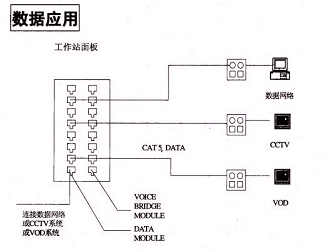 数据应用
工作站面板
数据网络
CAT 5, DATA
CCTV
VOICE
BRIDGE
MODULE
VOD
连接数据网络
或CCTV系统
或VOD系统
DATA
MODULE